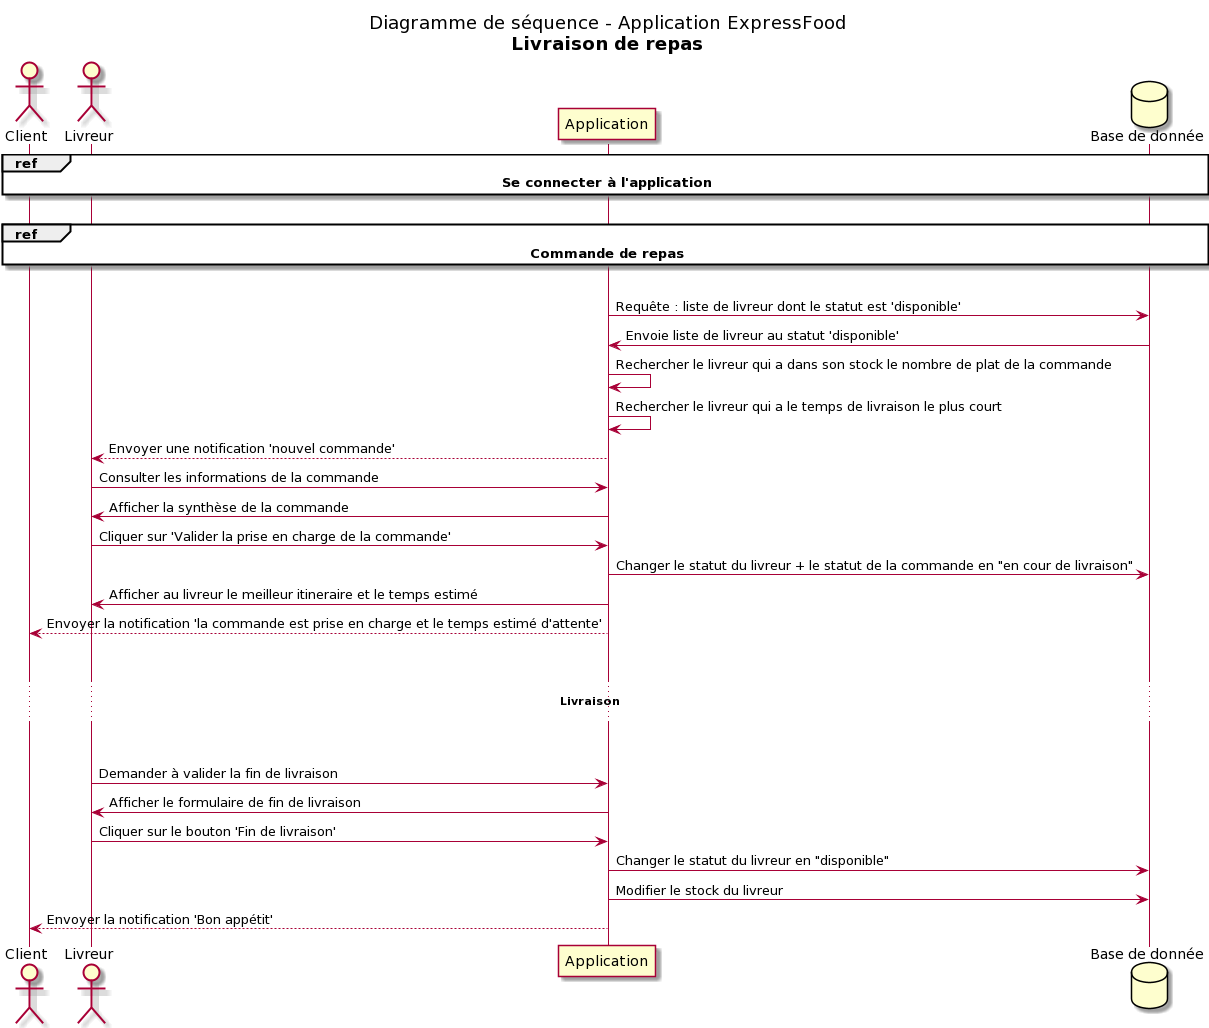 Diagramme de séquence - Application ExpressFood
Livraison de repas
Client
Livreur
Application
Base de donnée
ref
Se connecter à l'application
ref
Commande de repas
Requête : liste de livreur dont le statut est 'disponible'
Envoie liste de livreur au statut 'disponible'
Rechercher le livreur qui a dans son stock le nombre de plat de la commande
Rechercher le livreur qui a le temps de livraison le plus court
Envoyer une notification 'nouvel commande'
Consulter les informations de la commande
Afficher la synthèse de la commande
Cliquer sur 'Valider la prise en charge de la commande'
Changer le statut du livreur + le statut de la commande en "en cour de livraison"
Afficher au livreur le meilleur itineraire et le temps estimé
Envoyer la notification 'la commande est prise en charge et le temps estimé d'attente'
Livraison
Demander à valider la fin de livraison
Afficher le formulaire de fin de livraison
Cliquer sur le bouton 'Fin de livraison'
Changer le statut du livreur en "disponible"
Modifier le stock du livreur
Envoyer la notification 'Bon appétit'
Client
Livreur
Application
Base de donnée